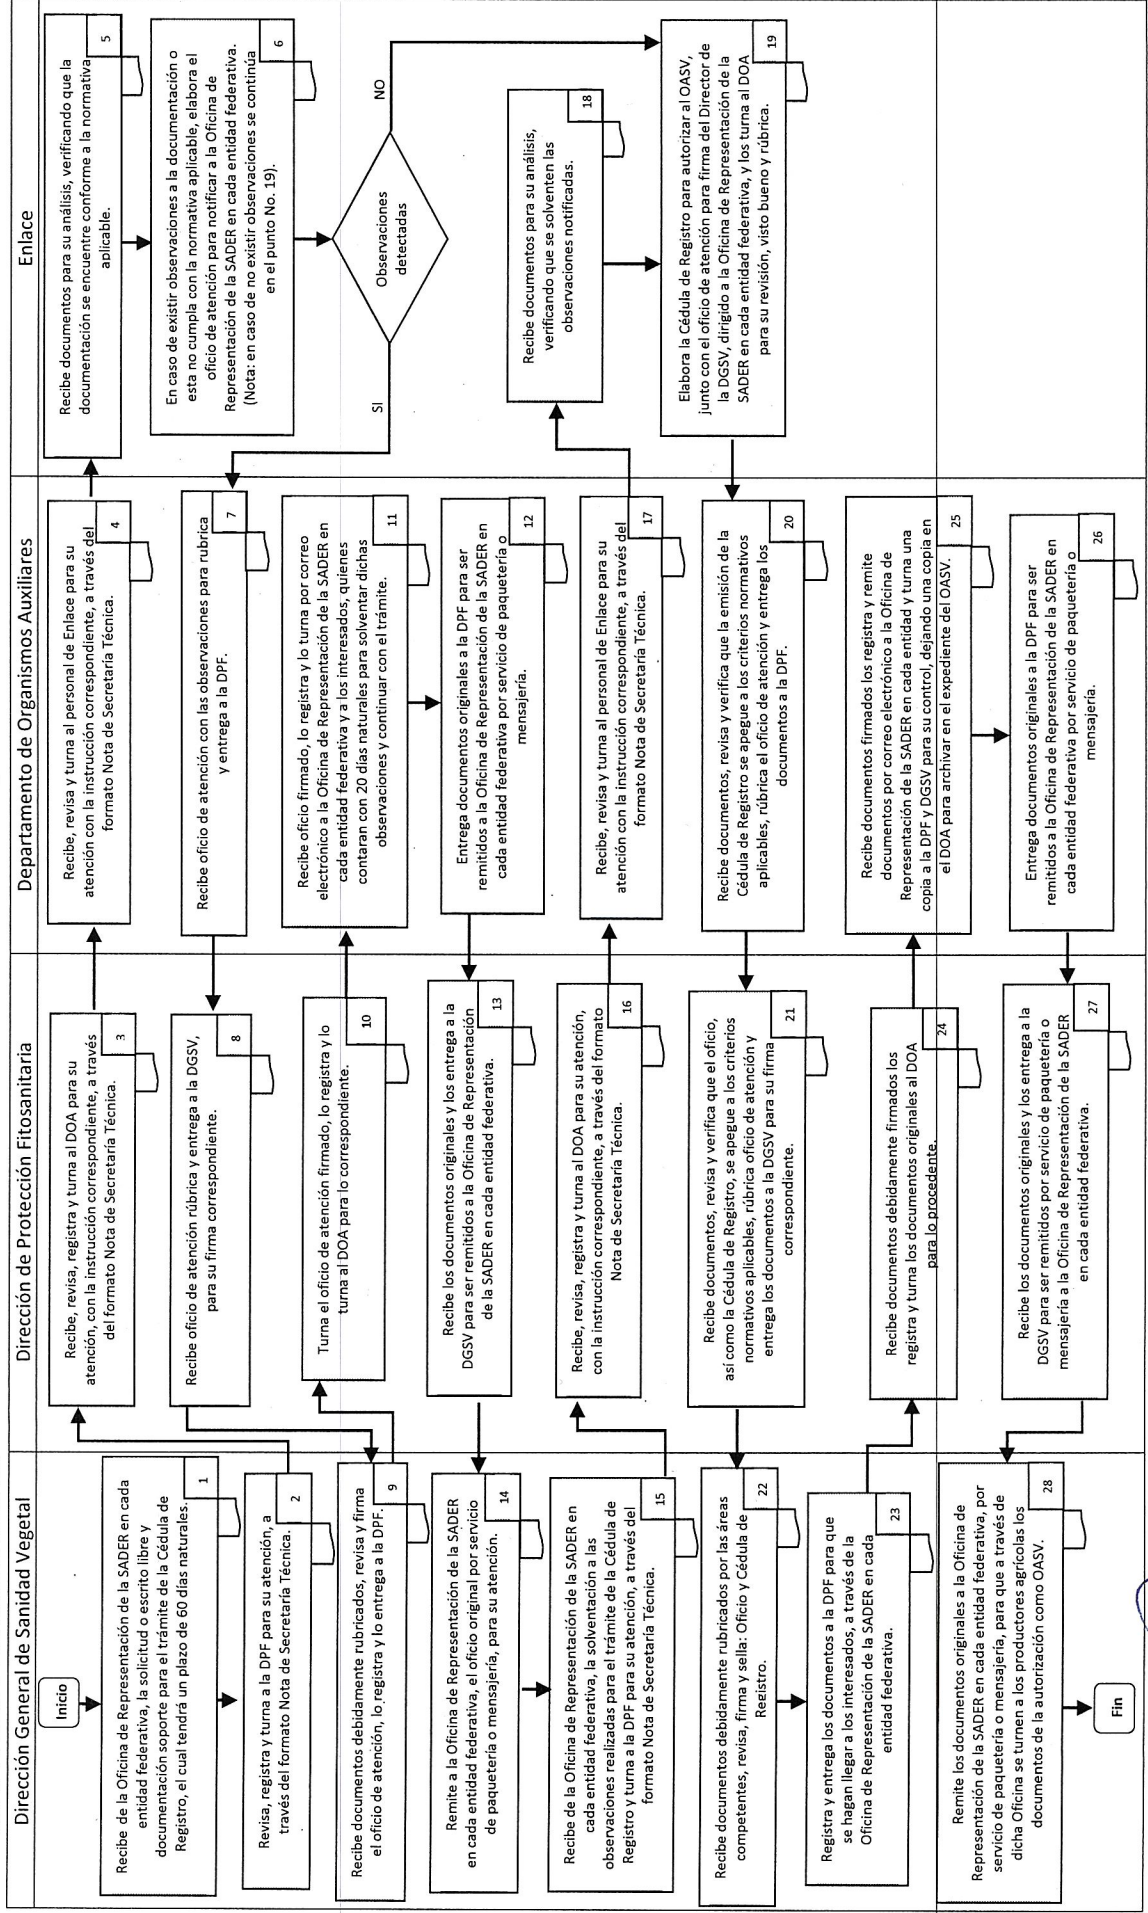 Dirección General de Sanidad Vegetal
Inicio
Recibe de la Oficina de Representación de la SADER en cada
entidad federativa, la solicitud o escrito libre y
documentación soporte para el trámite de Cédula de
Registro, el cual tendrá un plazo de 60 días naturales.
1
Revisa, registra y turna a la DPF para su atención, a
través del formato Nota de Secretaría Técnica.
2
Recibe documentos debidamente rubricados, revisa y firma
el oficio de atención, lo registra y lo entrega a la DPF.
9
Remite a la Oficina de Representación de la SADER
en cada entidad federativa, el oficio original por servicio
de paquetería o mensajería, para su atención.
14
Recibe de la Oficina de Representación de la SADER en
cada entidad federativa, la solventación a las
observaciones realizadas para el trámite de la Cédula de
Registro y turna a la DPF para su atención, a través del
formato Nota de Secretaría Técnica.
15
Recibe documentos debidamente rubricados por las áreas
competentes, revisa, firma y sella: Oficio y Cédula de
Registro.
22
Registra y entrega los documentos a la DPF para que
se hagan llegar a los interesados, a través de la
Oficina de Representación de la SADER en cada
entidad federativa.
23
Remite los documentos originales a la Oficina de
Representación de la SADER en cada entidad federativa, por
servicio de paquetería o mensajería, para que a través de
dicha Oficina se turnen a los productores agrícolas los
documentos de la autorización como OASV.
28
Fin
Dirección de Protección Fitosanitaria
Recibe, revisa, registra y turna al DOA para su
atención, con la instrucción correspondiente, a través
del formato Nota de Secretaría Técnica.
3
Recibe oficio de atención rúbrica y entrega a la DGSV,
para su firma correspondiente.
8
Turna el oficio de atención firmado, lo registra y lo
turna al DOA para lo correspondiente.
10
Recibe los documentos originales y los entrega a la
DGSV para ser remitidos a la Oficina de Representación
de la SADER en cada entidad federativa.
13
Recibe, revisa, registra y turna al DOA para su atención,
con la instrucción correspondiente, a través del formato
Nota de Secretaría Técnica.
16
Recibe documentos, revisa y verifica que el oficio,
así como la Cédula de Registro, se apegue a los criterios
normativos aplicables, rúbrica oficio de atención y
entrega los documentos a la DGSV para su firma
correspondiente.
21
Recibe documentos debidamente firmados los
registra y turna los documentos originales al DOA
para lo procedente.
24
Recibe los documentos originales y los entrega a la
DGSV para ser remitidos por servicio de paquetería o
mensajería a la Oficina de Representación de la SADER
en cada entidad federativa.
27
Departamento de Organismos Auxiliares
Recibe, revisa y turna al personal de Enlace para su
atención con la instrucción correspondiente, a través del
formato Nota de Secretaría Técnica.
4
Recibe oficio de atención con las observaciones para rubrica
y entrega a la DPF.
7
Recibe oficio firmado, lo registra y lo turna por correo
electrónico a la Oficina de Representación de la SADER en
cada entidad federativa y a los interesados, quienes
contaran con 20 días naturales para solventar dichas
observaciones y continuar con el trámite.
11
Entrega documentos originales a la DPF para ser
remitidos a la Oficina de Representación de la SADER en
cada entidad federativa por servicio de paquetería o
mensajería.
12
Recibe, revisa y turna al personal de Enlace para su
atención con la instrucción correspondiente, a través del
formato Nota de Secretaría Técnica.
17
Recibe documentos, revisa y verifica que la emisión de la
Cédula de Registro se apegue a los criterios normativos
aplicables, rúbrica el oficio de atención y entrega los
documentos a la DPF.
20
Recibe documentos firmados los registra y remite
documentos por correo electrónico a la Oficina de
Representación de la SADER en cada entidad y turna una
copia a la DPF y DGSV para su control, dejando una copia en
el DOA para archivar en el expediente del OASV.
25
Entrega documentos originales a la DPF para ser
remitidos a la Oficina de Representación de la SADER en
cada entidad federativa por servicio de paquetería o
mensajería.
26
Enlace
Recibe documentos para su análisis, verificando que la
documentación se encuentre conforme a la normativa
aplicable.
5
En caso de existir observaciones a la documentación o
esta no cumpla con la normativa aplicable, elabora el
oficio de atención para notificar a la Oficina de
Representación de la SADER en cada entidad federativa.
(Nota: en caso de no existir observaciones se continúa
en el punto No. 19).
6
Observaciones
detectadas
SI
NO
Recibe documentos para su análisis,
verificando que se solventen las
observaciones notificadas.
18
Elabora la Cédula de Registro para autorizar al OASV,
junto con el oficio de atención para firma del Director de
la DGSV, dirigido a la Oficina de Representación de la
SADER en cada entidad federativa, y los turna al DOA
para su revisión, visto bueno y rúbrica.
19